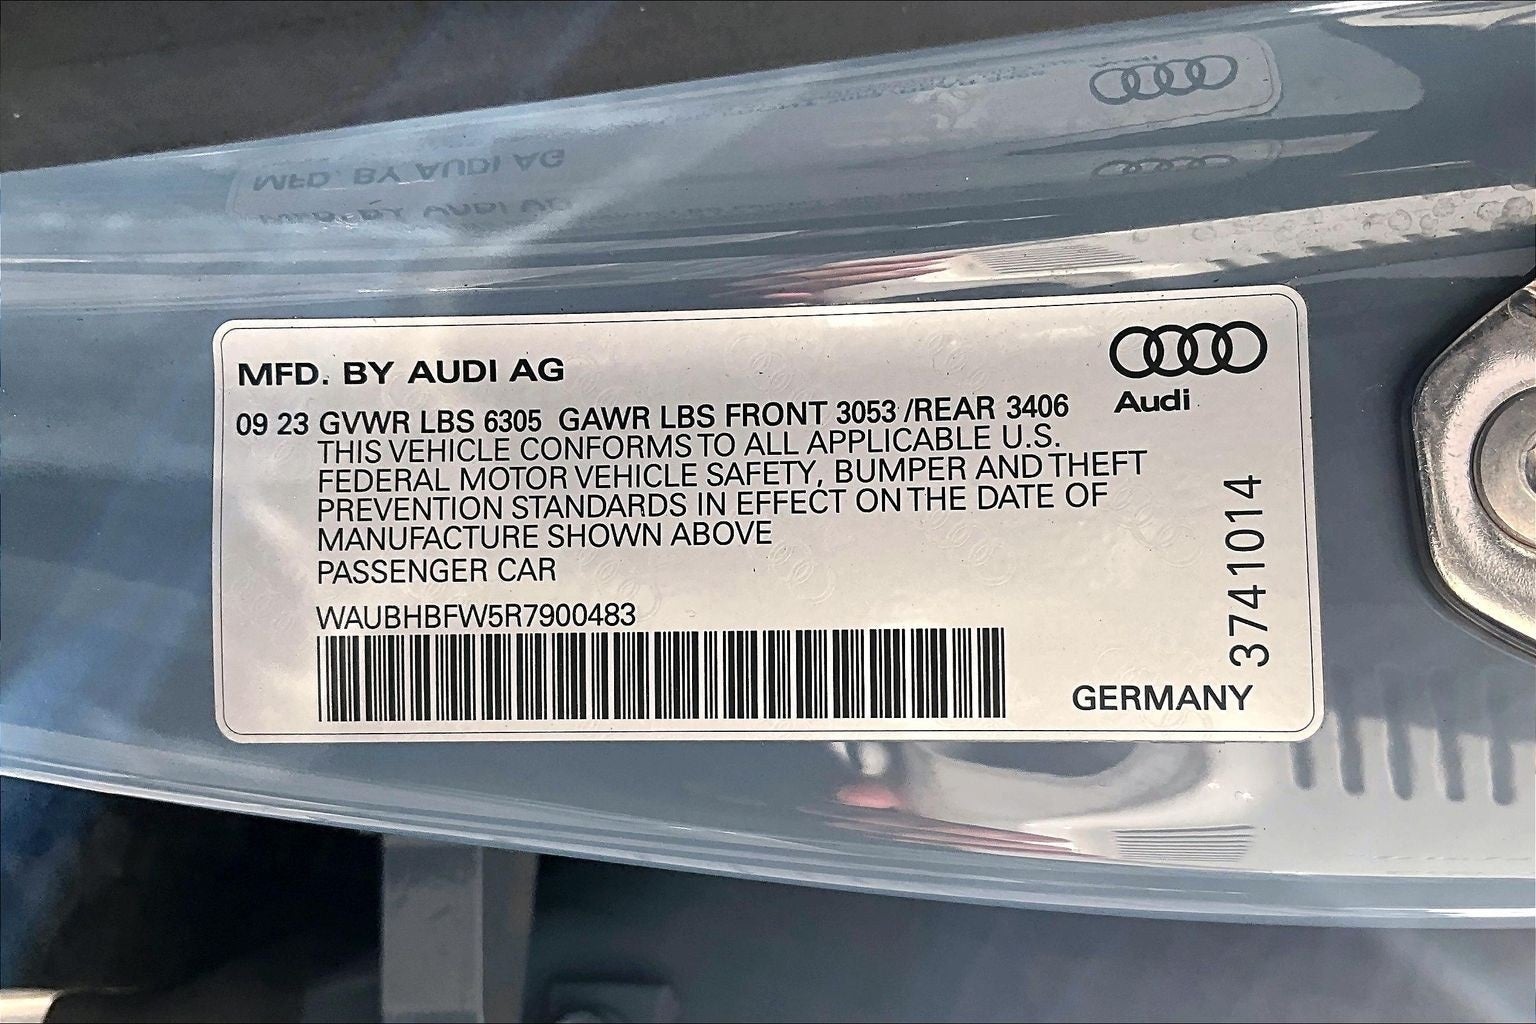 MFD. BY AUDI AG
Audi
09 23 GVWR LBS 6305 GAWR LBS FRONT 3053 /REAR 3406
THIS VEHICLE CONFORMS TO ALL APPLICABLE U.S.
FEDERAL MOTOR VEHICLE SAFETY, BUMPER AND THEFT
PREVENTION STANDARDS IN EFFECT ON THE DATE OF
MANUFACTURE SHOWN ABOVE
PASSENGER CAR
WAUBHBFW5R7900483
3741014
GERMANY